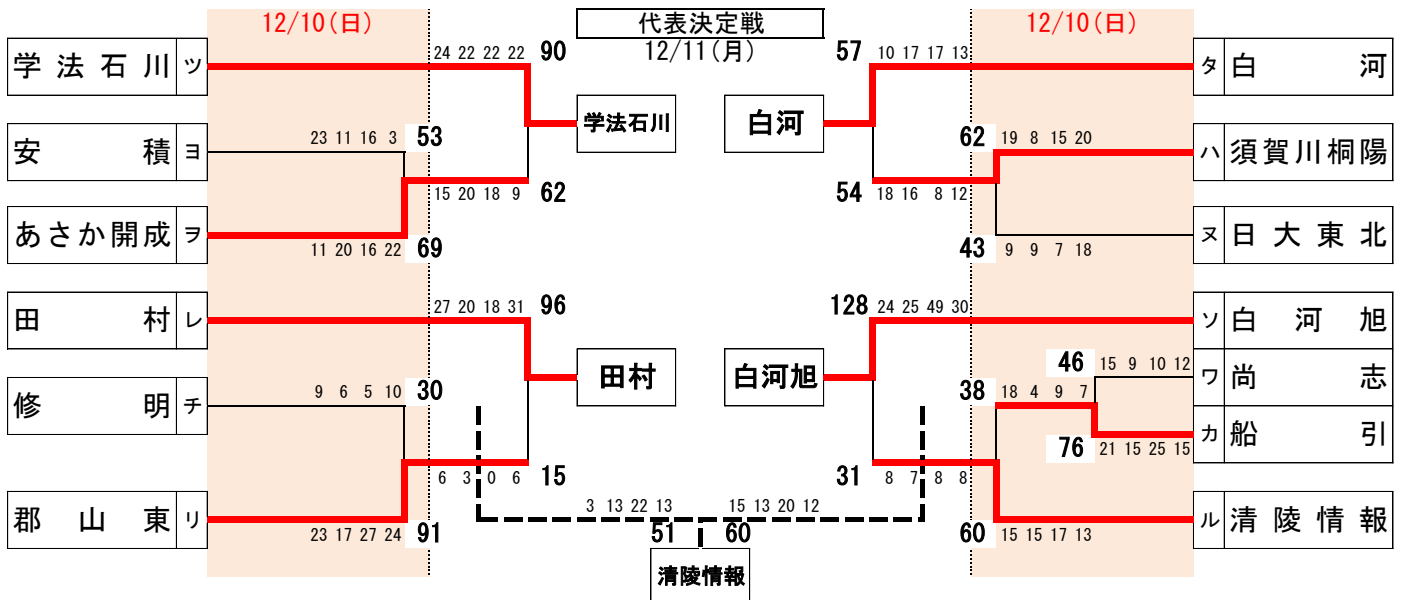 12/10(日)
代表決定戦
12/11(月)
12/10(日)
学法石川 ツ
24 22 22 22 90
57 10 17 17 13
タ 白河
学法石川
白河
安積 ヨ
23 11 16 3 53
62 19 8 15 20
ハ 須賀川桐陽
15 20 18 9 62
54 18 16 8 12
あさか開成 ヲ
11 20 16 22 69
43 9 9 7 18
ヌ 日大東北
田村 レ
27 20 18 31 96
128 24 25 49 30
ソ 白河旭
田村
白河旭
46 15 9 10 12
ワ 尚志
修明 チ
9 6 5 10 30
38 18 4 9 7
カ 船引
76 21 15 25 15
6 3 0 6 15
31 8 7 8 8
郡山東 リ
23 17 27 24 91
3 13 22 13
15 13 20 12
60 15 15 17 13
ル 清陵情報
51 60
清陵情報